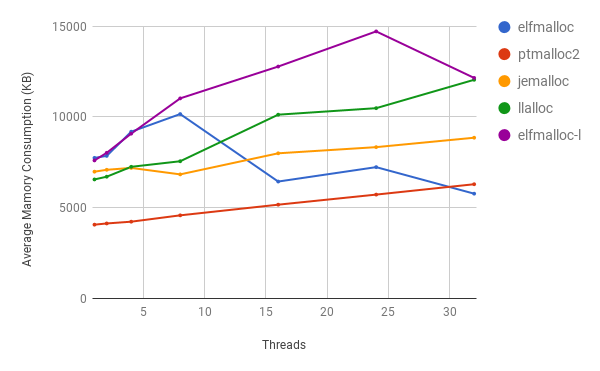 15000
10000
5000
0
5
10
15
20
25
30
Average Mamory Consumption (KB)
Threads
elfmalloc
ptmalloc2
jemalloc
llalloc
elfmalloc-l